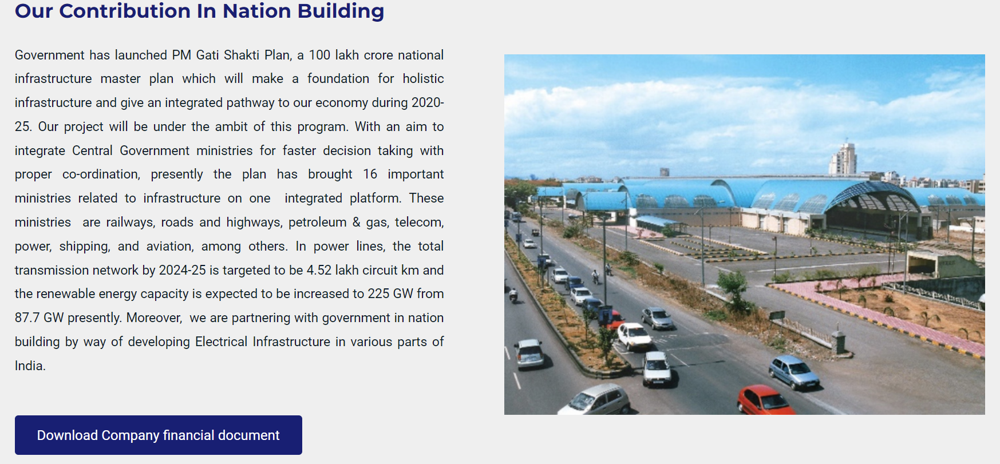 Our Contribution In Nation Building
Government has launched PM Gati Shakti Plan, a 100 lakh crore national
infrastructure master plan which will make a foundation for holistic
infrastructure and give an integrated pathway to our economy during 2020-
25. Our project will be under the ambit of this program. With an aim to
integrate Central Government ministries for faster decision taking with
proper co-ordination, presently the plan has brought 16 important
ministries related to infrastructure on one  integrated platform. These
ministries  are railways, roads and highways, petroleum & gas, telecom,
power, shipping, and aviation, among others. In power lines, the total
transmission network by 2024-25 is targeted to be 4.52 lakh circuit km and
the renewable energy capacity is expected to be increased to 225 GW from
87.7 GW presently. Moreover,  we are partnering with government in nation
building by way of developing Electrical Infrastructure in various parts of
India.
Download Company financial document